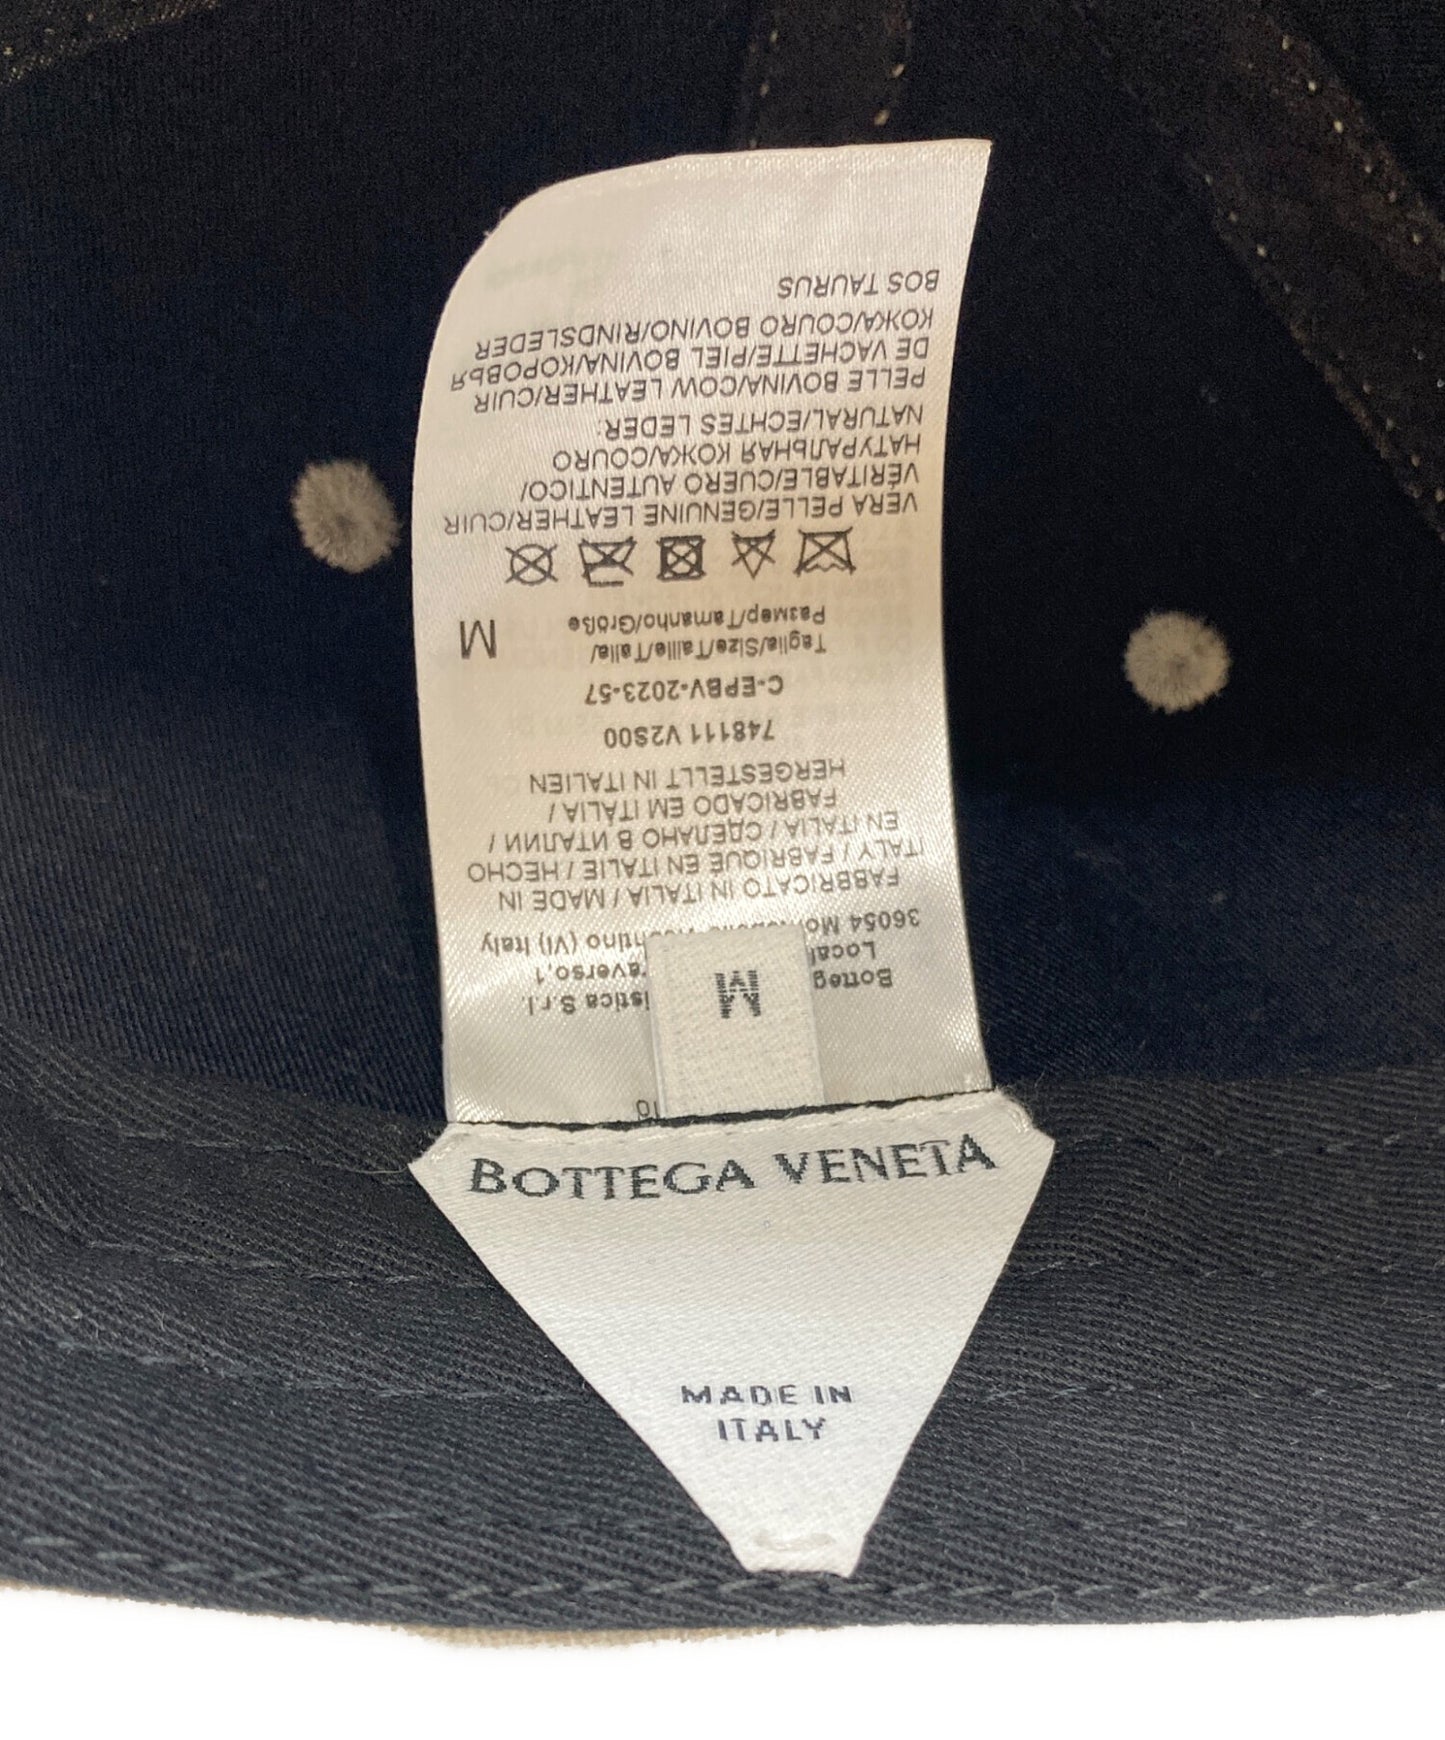 BOTTEGA VENETA
MADE IN
ITALY
M
Località
36054 (VI) Italy
FABBRICATO IN ITALIA / MADE IN
ITALY / FABRIQUÉ EN ITALIE / HECHO
EN ITALIA / СДЕЛАНО В ИТАЛИИ /
FABRICADO EM ITALIA /
HERGESTELLT IN ITALIEN
748111 V2S00
C-EPBV-2023-57
Taglia/Size/Taille/Talla/
Размер/Tamanho/Größe
M
VERA PELLE/GENUINE LEATHER/CUIR
VÉRITABLE/CUERO AUTENTICO/
НАТУРАЛЬНАЯ КОЖА/COURO
NATURAL/ECHTES LEDER:
PELLE BOVINA/COW LEATHER/CUIR
DE VACHETTE/PIEL BOVINA/КОРОВЬЯ
КОЖА/COURO BOVINO/RINDSLEDER
BOS TAURUS